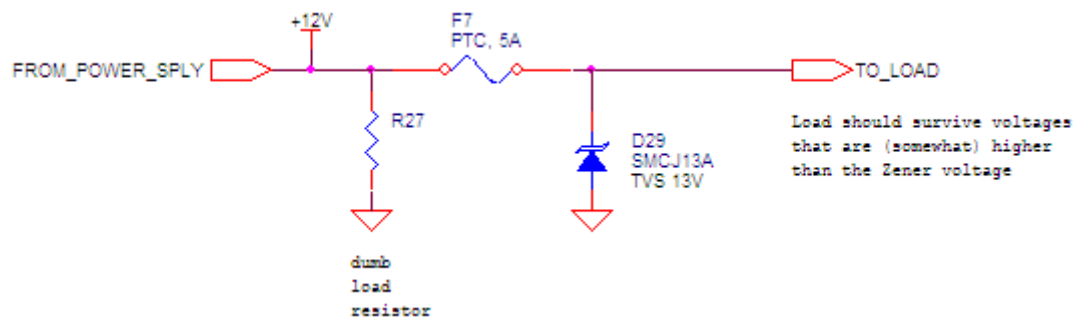 +12V
F7
PTC, 5A
FROM_POWER_SPLY
TO_LOAD
R27
D29
SMCJ13A
TVS 13V
Load should survive voltages
that are (somewhat) higher
than the Zener voltage
dumb
load
resistor